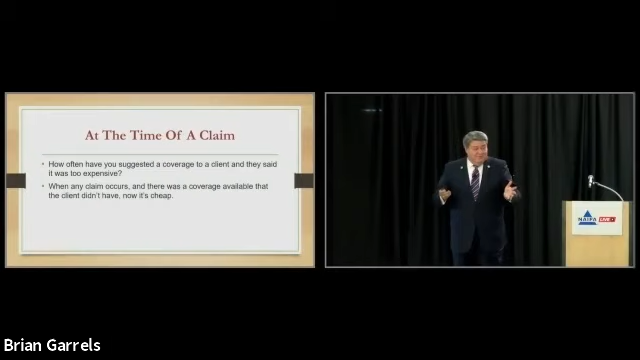 At The Time Of A Claim
• How often have you suggested a coverage to a client and they said
it was too expensive?
• When any claim occurs, and there was a coverage available that
the client didn't have, now it's cheap.
NAIFA LIVE
Brian Garrels